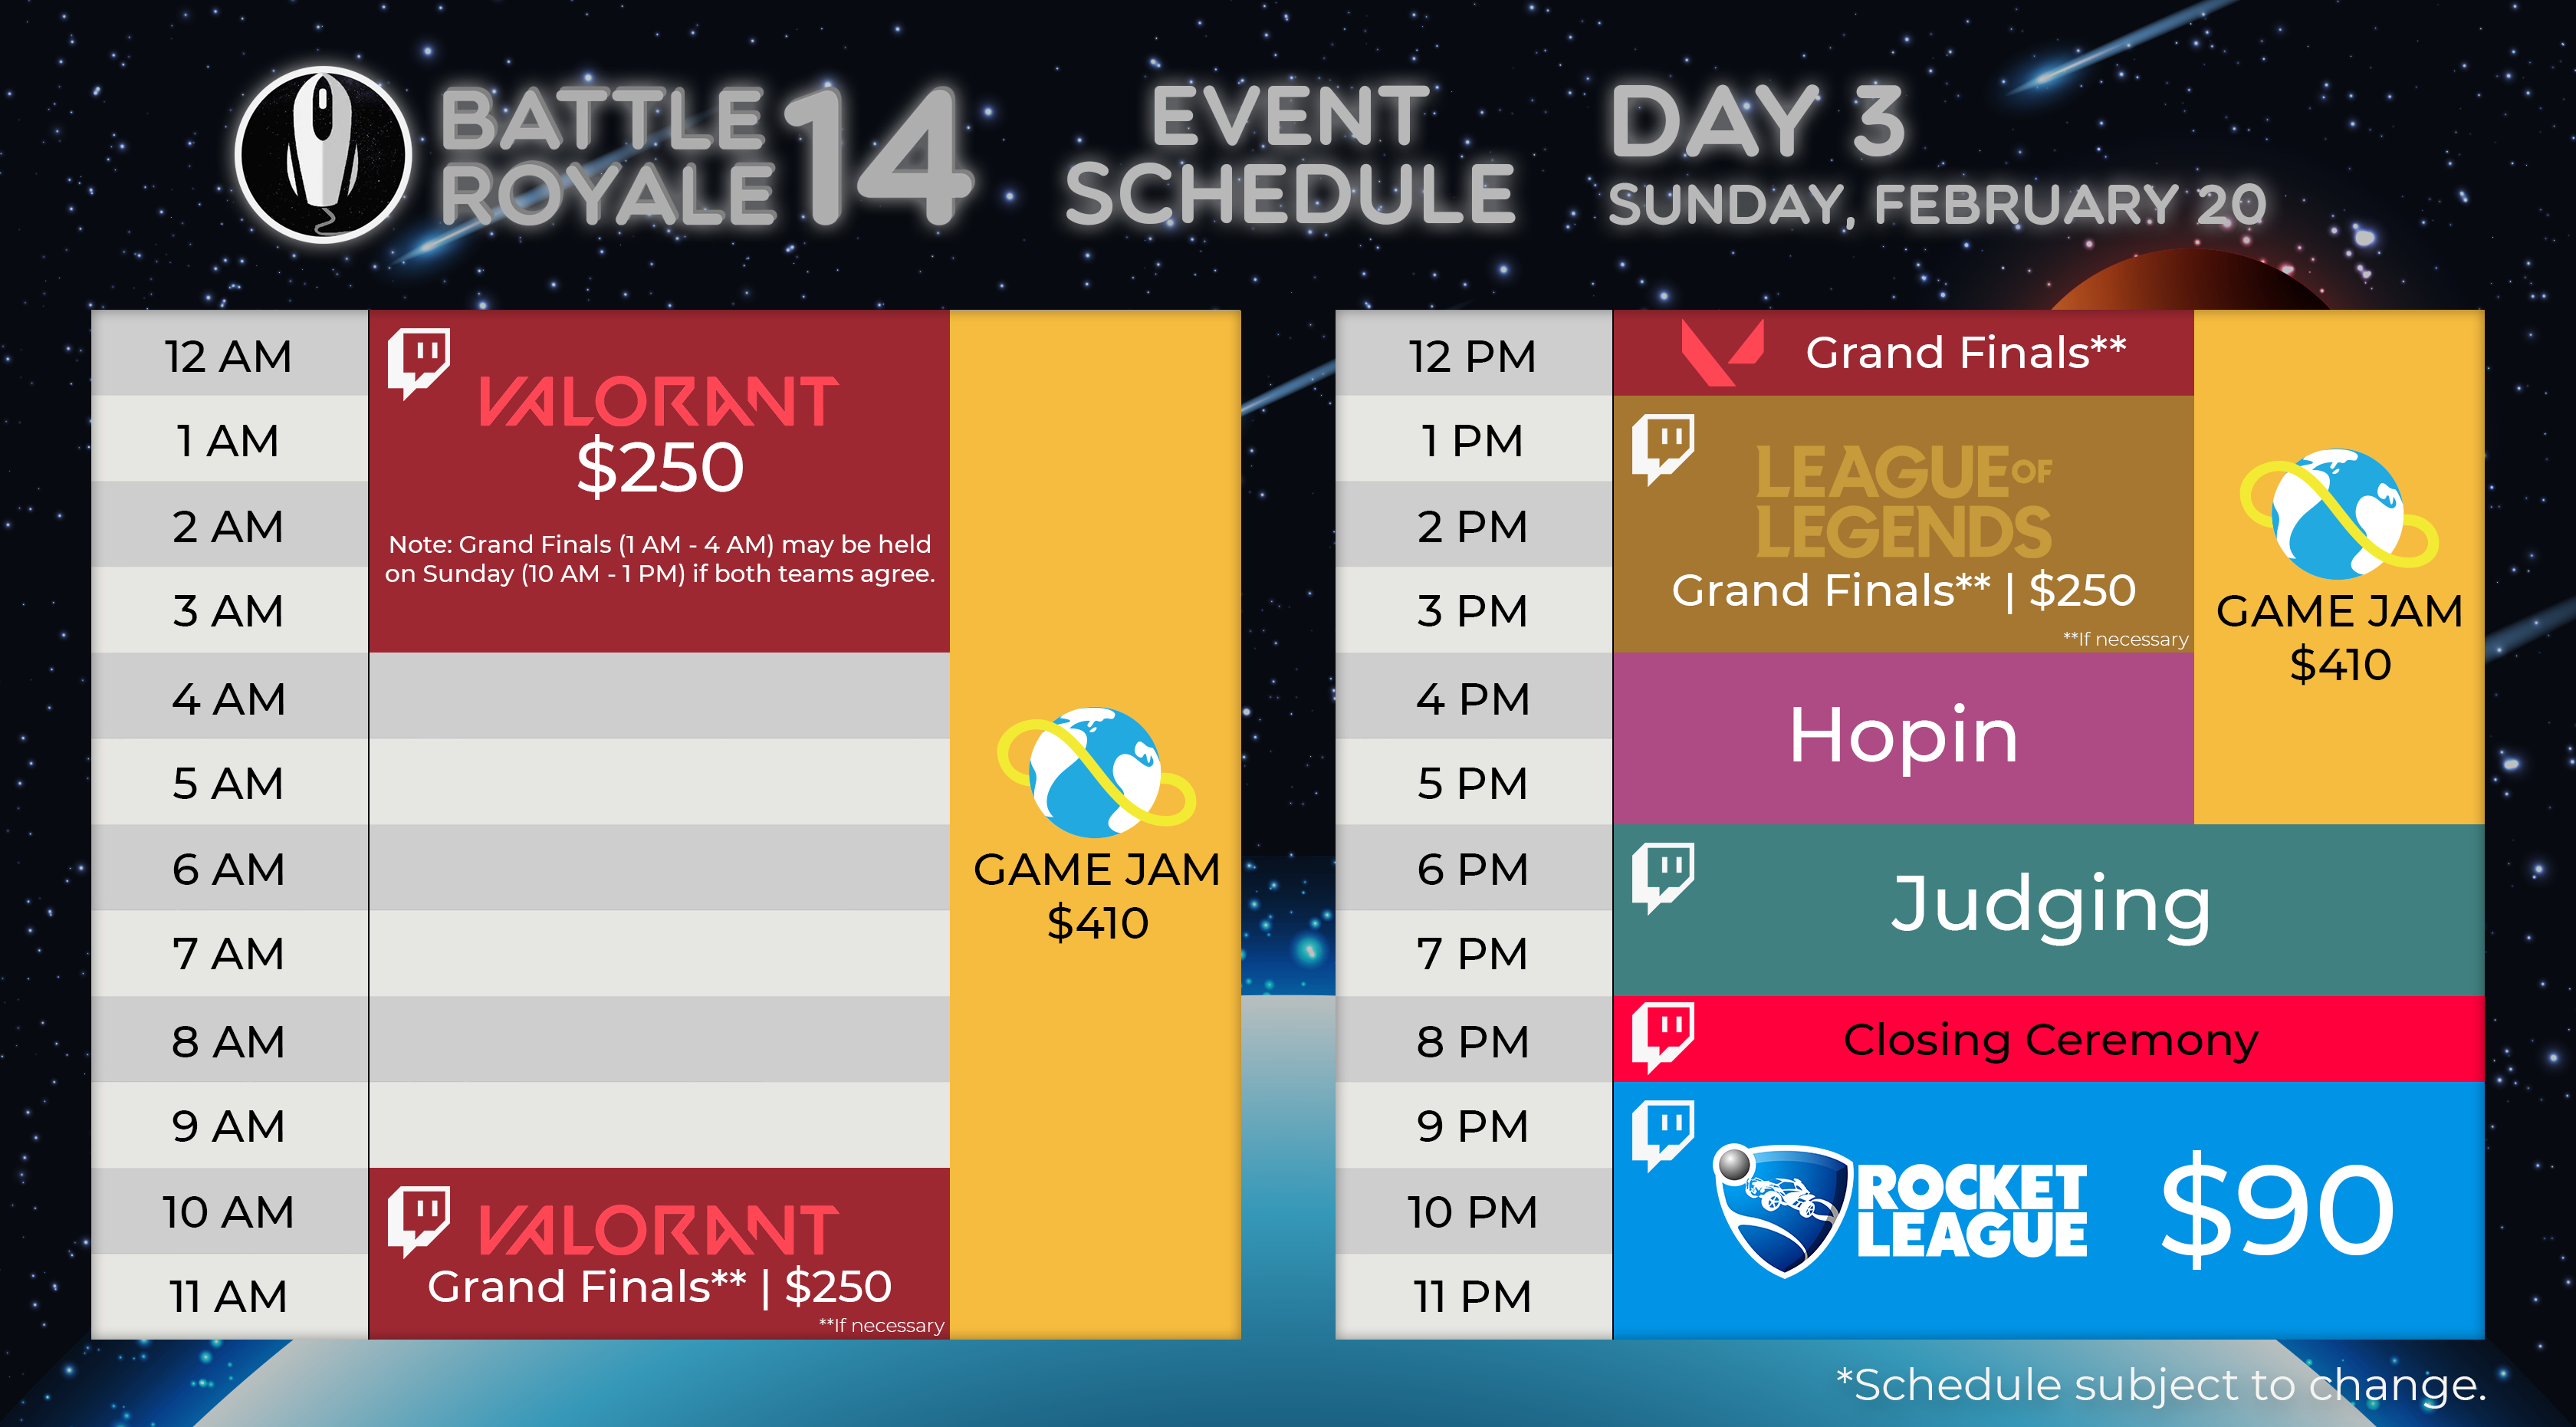 BATTLE
ROYALE
14
EVENT
SCHEDULE
DAY 3
SUNDAY, FEBRUARY 20
12 AM
1 AM
2 AM
3 AM
4 AM
5 AM
6 AM
7 AM
8 AM
9 AM
10 AM
11 AM
VALORANT
$250
Note: Grand Finals (1 AM - 4 AM) may be held
on Sunday (10 AM - 1 PM) if both teams agree.
VALORANT
Grand Finals** | $250
**If necessary
GAME JAM
$410
12 PM
1 PM
2 PM
3 PM
4 PM
5 PM
6 PM
7 PM
8 PM
9 PM
10 PM
11 PM
Grand Finals**
LEAGUE OF
LEGENDS
Grand Finals** | $250
**If necessary
GAME JAM
$410
Hopin
Judging
Closing Ceremony
ROCKET
LEAGUE
$90
*Schedule subject to change.